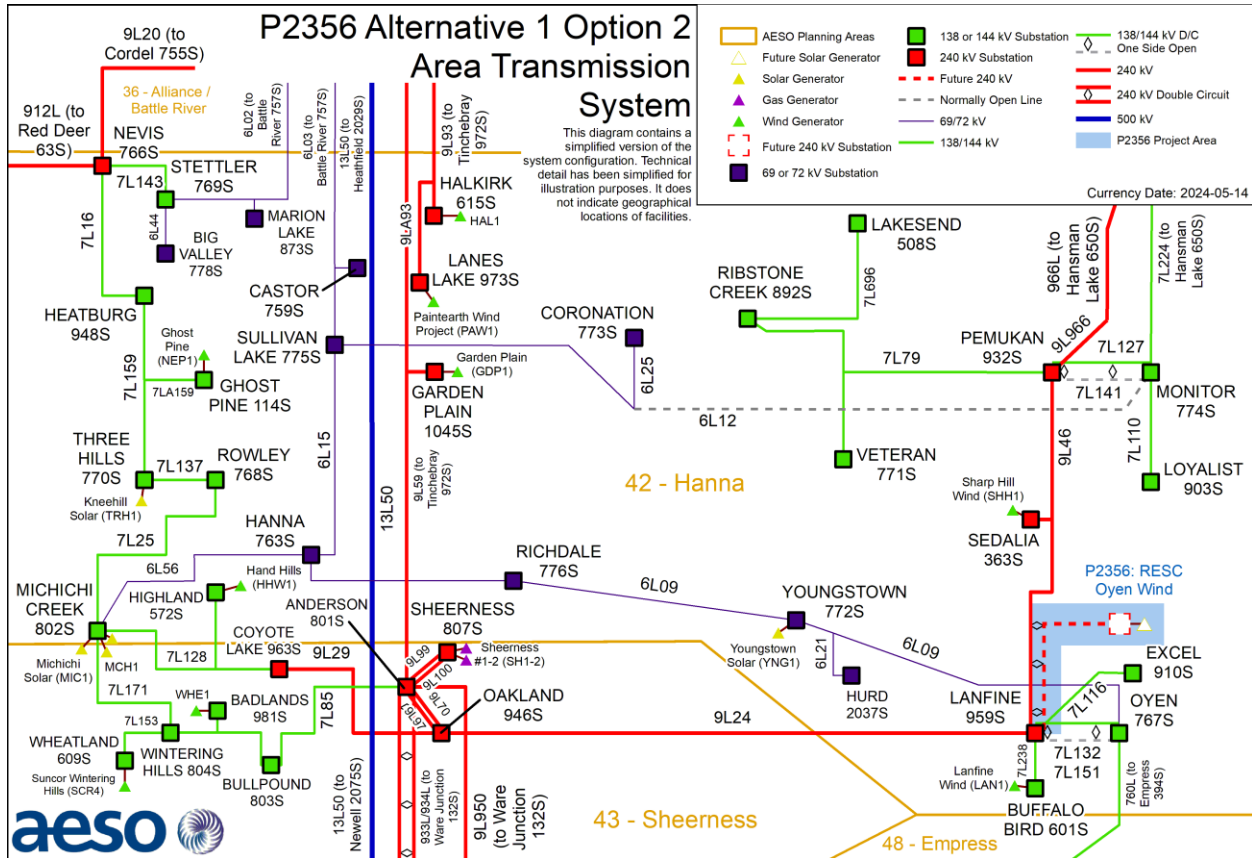 P2356 Alternative 1 Option 2
Area Transmission
System
This diagram contains a
simplified version of the
system configuration. Technical
detail has been simplified for
illustration purposes. It does
not indicate geographical
locations of facilities.
AESO Planning Areas
Future Solar Generator
Solar Generator
Gas Generator
Wind Generator
Future 240 kV Substation
69 or 72 kV Substation
138 or 144 kV Substation
240 kV Substation
Future 240 kV
Normally Open Line
69/72 kV
138/144 kV
138/144 kV D/C
One Side Open
240 kV
240 kV Double Circuit
500 kV
P2356 Project Area
Currency Date: 2024-05-14
9L20 (to
Cordel 755S)
36 - Alliance /
Battle River
912L (to
Red Deer
63S)
NEVIS
766S
7L143
STETTLER
769S
6L02 (to
Battle
River 757S)
6L03 (to
Battle River 757S)
13L50 (to
Heathfield 2029S)
9L93 (to
Tinchebray
972S)
7L16
6L44
BIG
VALLEY
778S
MARION
LAKE
873S
HALKIRK
615S
HAL1
9LA93
LANES
LAKE 973S
Paintearth Wind
Project (PAW1)
CASTOR
759S
HEATBURG
948S
SULLIVAN
LAKE 775S
CORONATION
773S
6L25
Ghost
Pine
(NEP1)
7L159
7LA159
GHOST
PINE 114S
Garden Plain
(GDP1)
GARDEN
PLAIN
1045S
LAKESEND
508S
7L696
RIBSTONE
CREEK 892S
7L79
966L to
Hansman
Lake 650S)
7L224 (to
Hansman
Lake 650S)
PEMUKAN
932S
9L966
7L127
7L141
MONITOR
774S
6L12
7L110
LOYALIST
903S
VETERAN
771S
9L46
Sharp Hill
Wind (SHH1)
SEDALIA
363S
THREE
HILLS
770S
7L137
ROWLEY
768S
Kneehill
Solar (TRH1)
6L15
13L50
9L59 (to
Tinchebray
972S)
42 - Hanna
7L25
HANNA
763S
6L56
Hand Hills
(HHW1)
HIGHLAND
572S
RICHDALE
776S
6L09
MICHICHI
CREEK
802S
ANDERSON
801S
SHEERNESS
807S
Sheerness
#1-2 (SH1-2)
YOUNGSTOWN
772S
Youngstown
Solar (YNG1)
6L21
6L09
HURD
2037S
P2356: RESC
Oyen Wind
EXCEL
910S
7L116
OYEN
767S
Michichi
Solar (MIC1)
MCH1
7L128
COYOTE
LAKE 963S
9L29
9L99
9L100
9L70
9L97
OAKLAND
946S
9L24
LANFINE
959S
7L132
7L151
7L171
WHE1
BADLANDS
981S
7L85
7L153
WHEATLAND
609S
WINTERING
HILLS 804S
Suncor Wintering
Hills (SCR4)
BULLPOUND
803S
13L50 (to
Newell 2075S)
933L/934L to
Ware Junction
132S)
9L950
(to Ware
Junction
132S)
43 - Sheerness
48 - Empress
7L238
Lanfine
Wind (LAN1)
BUFFALO
BIRD 601S
760L (to
Empress
394S)
aeso